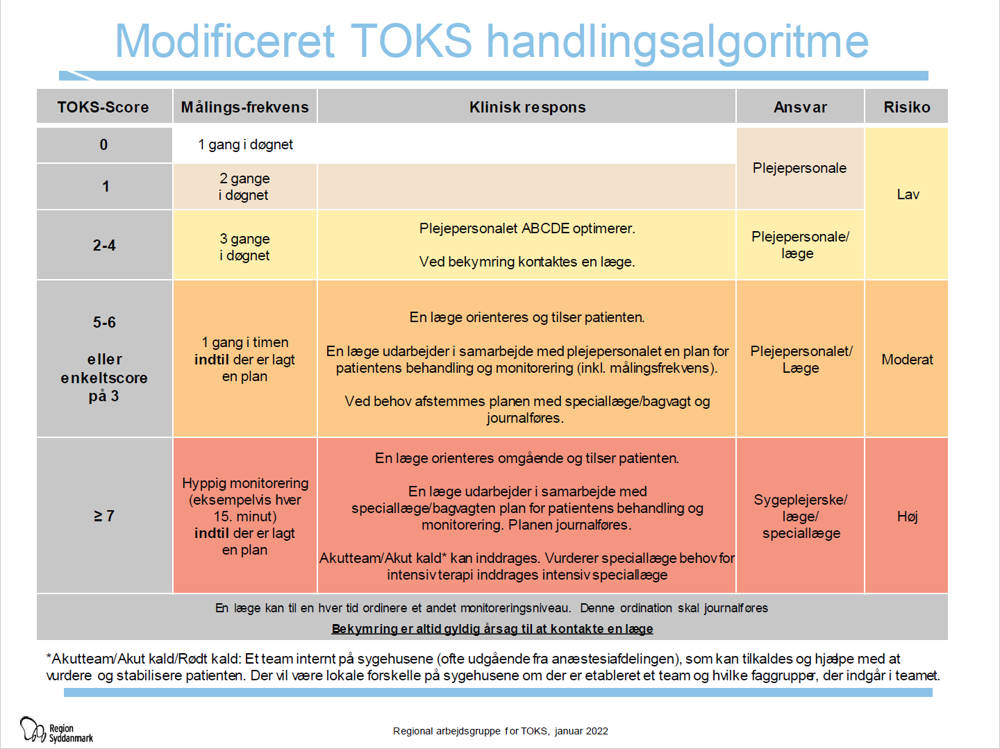 Modificeret TOKS handlingsalgoritme
TOKS-Score
Målings-frekvens
Klinisk respons
Ansvar
Risiko
0
1 gang i døgnet
Plejepersonale
Lav
1
2 gange
i døgnet
2-4
3 gange
i døgnet
Plejepersonalet ABCDE optimerer.
Ved bekymring kontaktes en læge.
Plejepersonale/
læge
5-6
eller
enkeltscore
på 3
1 gang i timen
indtil der er lagt
en plan
En læge orienteres og tilser patienten.
En læge udarbejder i samarbejde med plejepersonalet en plan for
patientens behandling og monitorering (inkl. målingsfrekvens).
Ved behov afstemmes planen med speciallæge/bagvagt og
journalføres.
Plejepersonalet/
Læge
Moderat
≥ 7
Hyppig monitorering
(eksempelvis hver
15. minut)
indtil der er lagt
en plan
En læge orienteres omgående og tilser patienten.
En læge udarbejder i samarbejde med
speciallæge/bagvagten plan for patientens behandling og
monitorering. Planen journalføres.
Akutteam/Akut kald* kan inddrages. Vurderer speciallæge behov for
intensiv terapi inddrages intensiv speciallæge
Sygeplejerske/
læge/
speciallæge
Høj
En læge kan til en hver tid ordinere et andet monitoreringsniveau. Denne ordination skal journalføres
Bekymring er altid gyldig årsag til at kontakte en læge
*Akutteam/Akut kald/Rødt kald: Et team internt på sygehusene (ofte udgående fra anæstesiafdelingen), som kan tilkaldes og hjælpe med at
vurdere og stabilisere patienten. Der vil være lokale forskelle på sygehusene om der er etableret et team og hvilke faggrupper, der indgår i teamet.
Region
Syddanmark
Regional arbejdsgruppe for TOKS, januar 2022